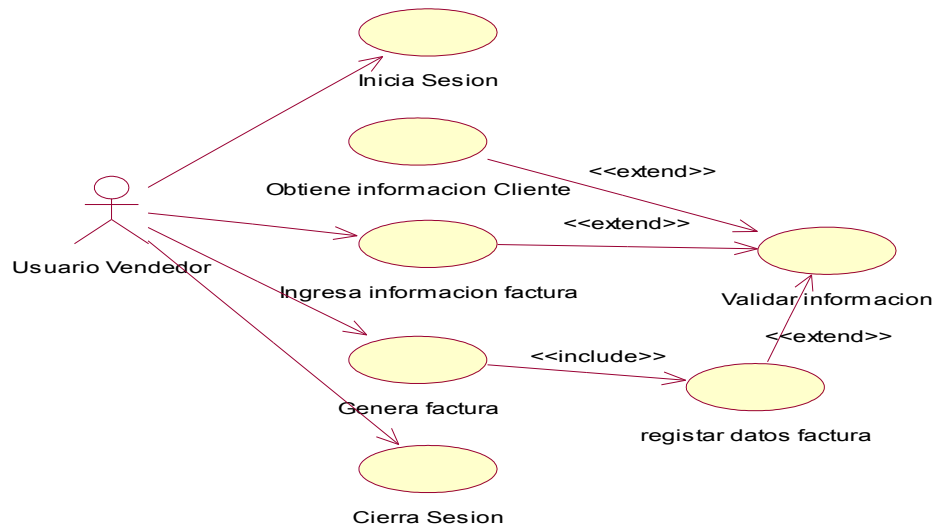 Inicia Sesion
Obtiene informacion Cliente
<<extend>>
<<extend>>
Usuario Vendedor
Ingresa informacion factura
Validar informacion
<<extend>>
<<include>>
Genera factura
registar datos factura
Cierra Sesion